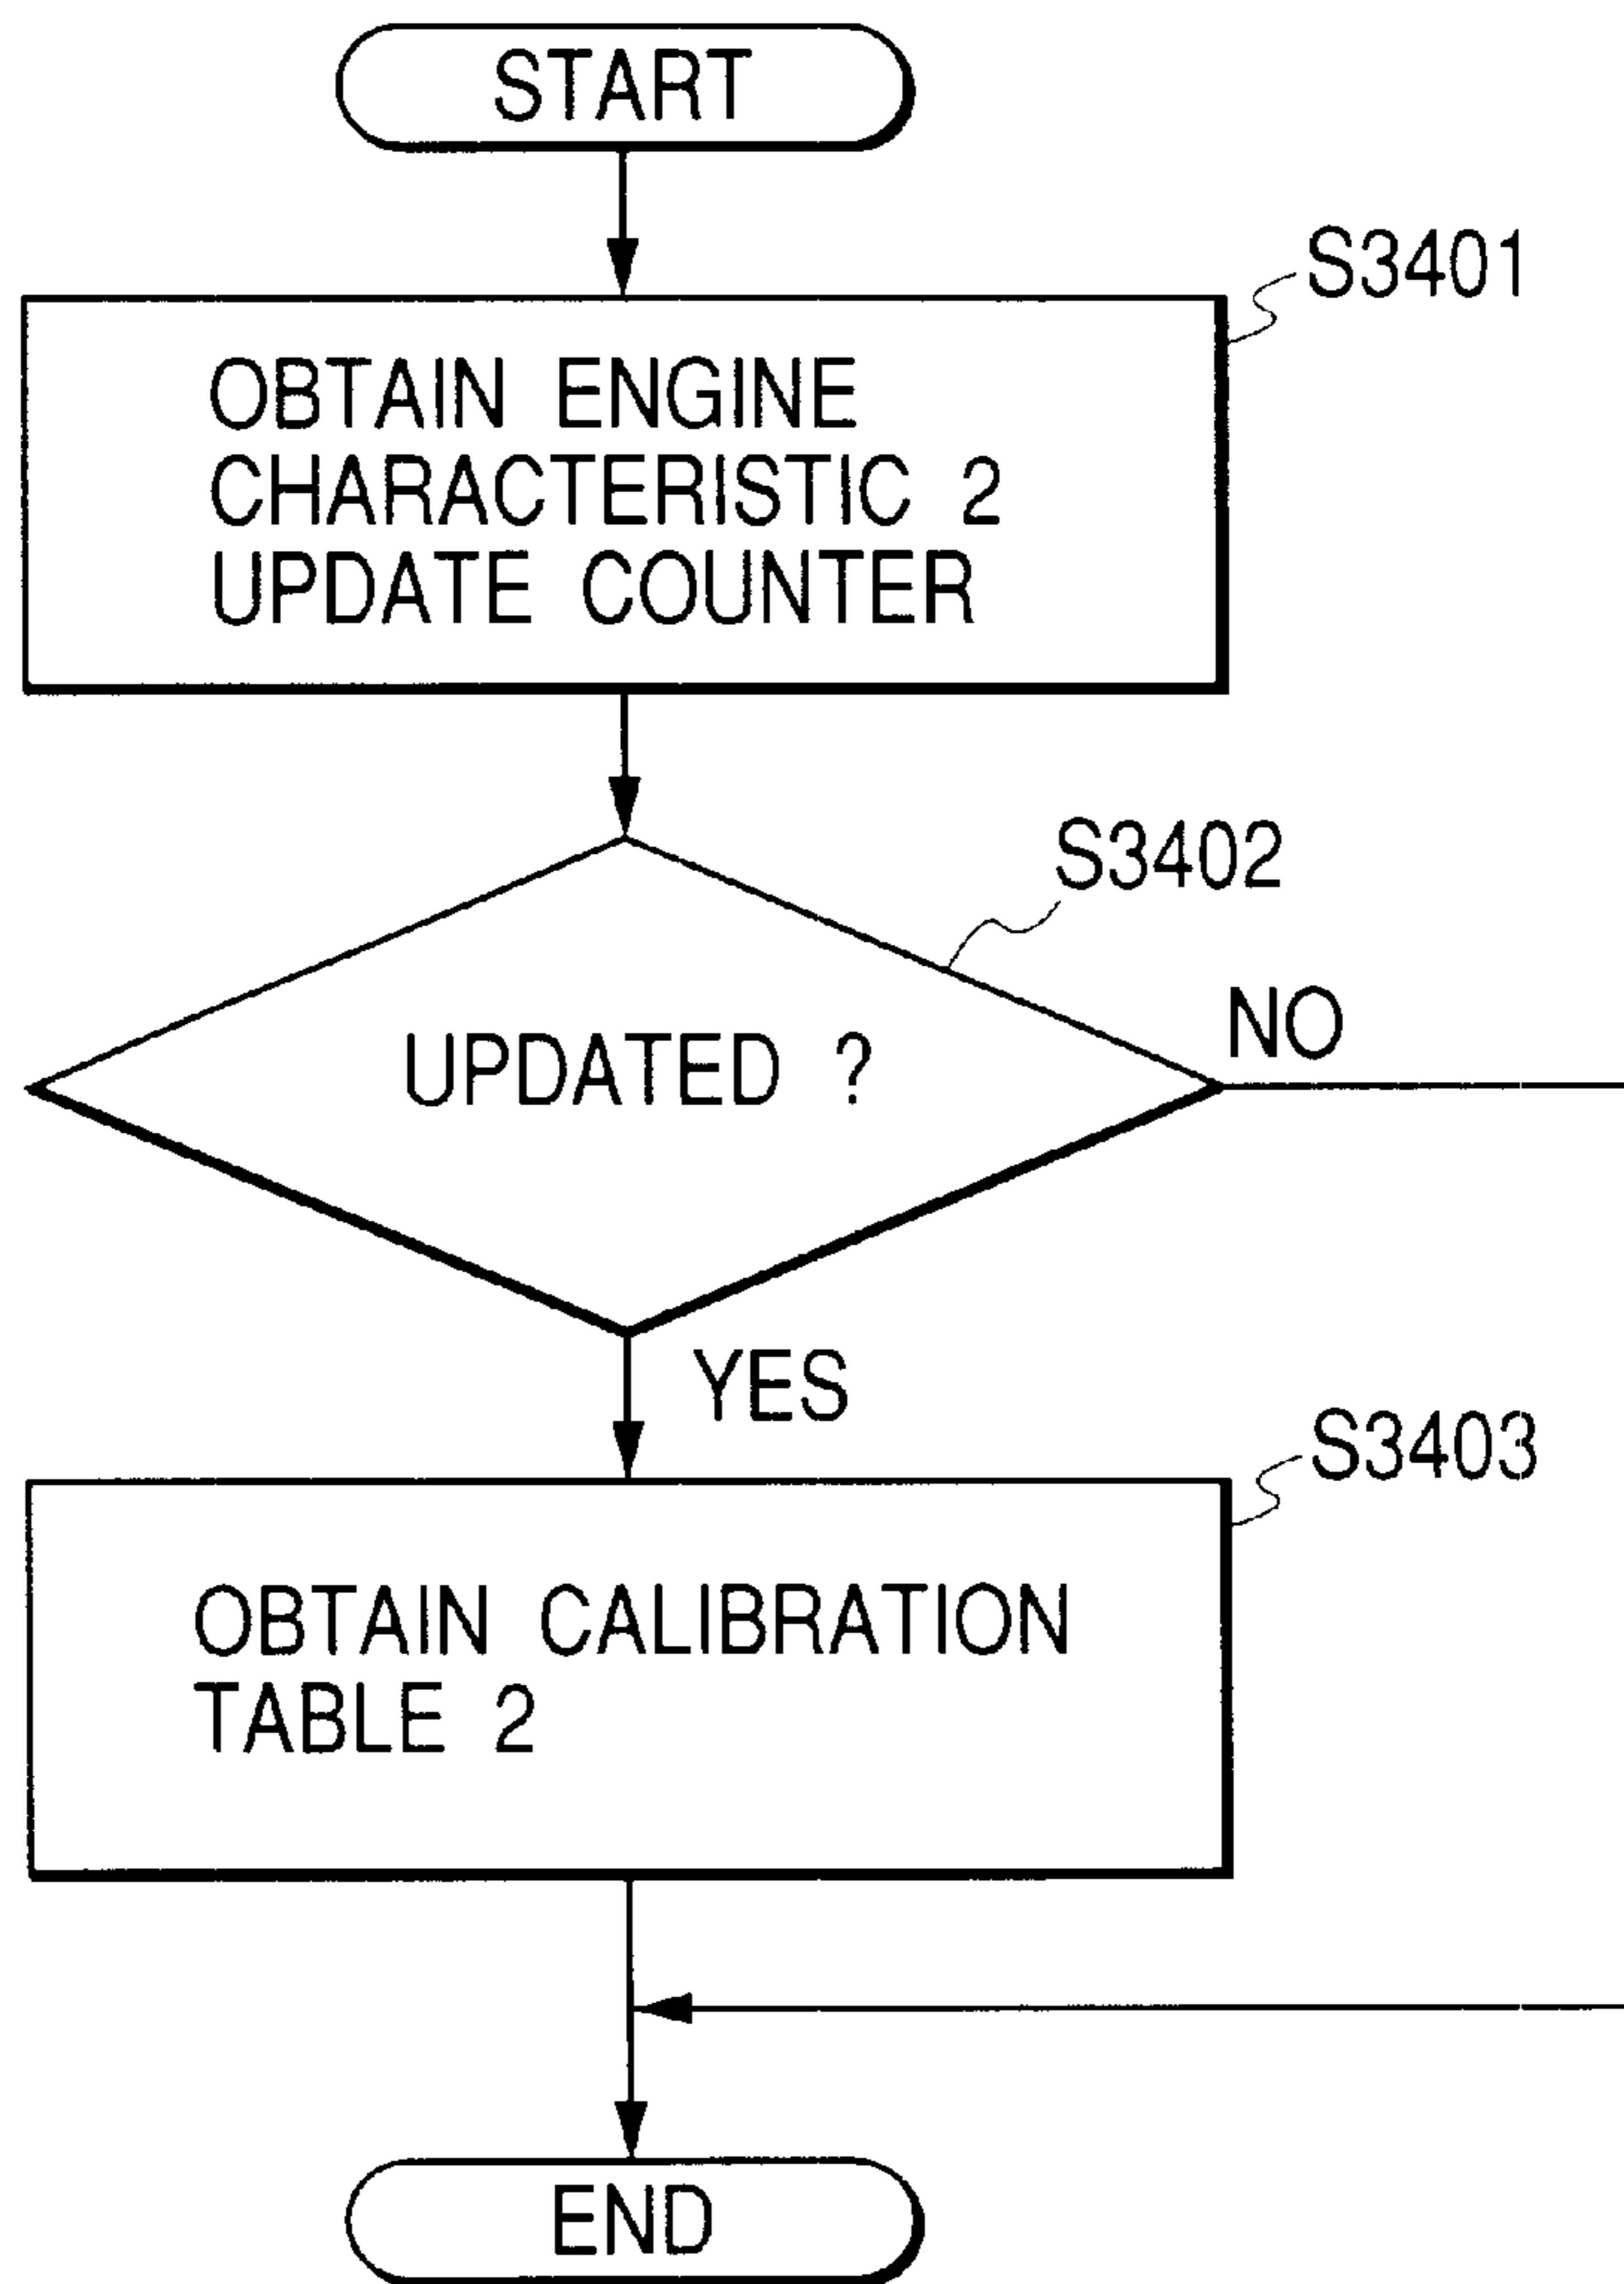 START
S3401
OBTAIN ENGINE
CHARACTERISTIC 2
UPDATE COUNTER
S3402
UPDATED ?
NO
YES
S3403
OBTAIN CALIBRATION
TABLE 2
END